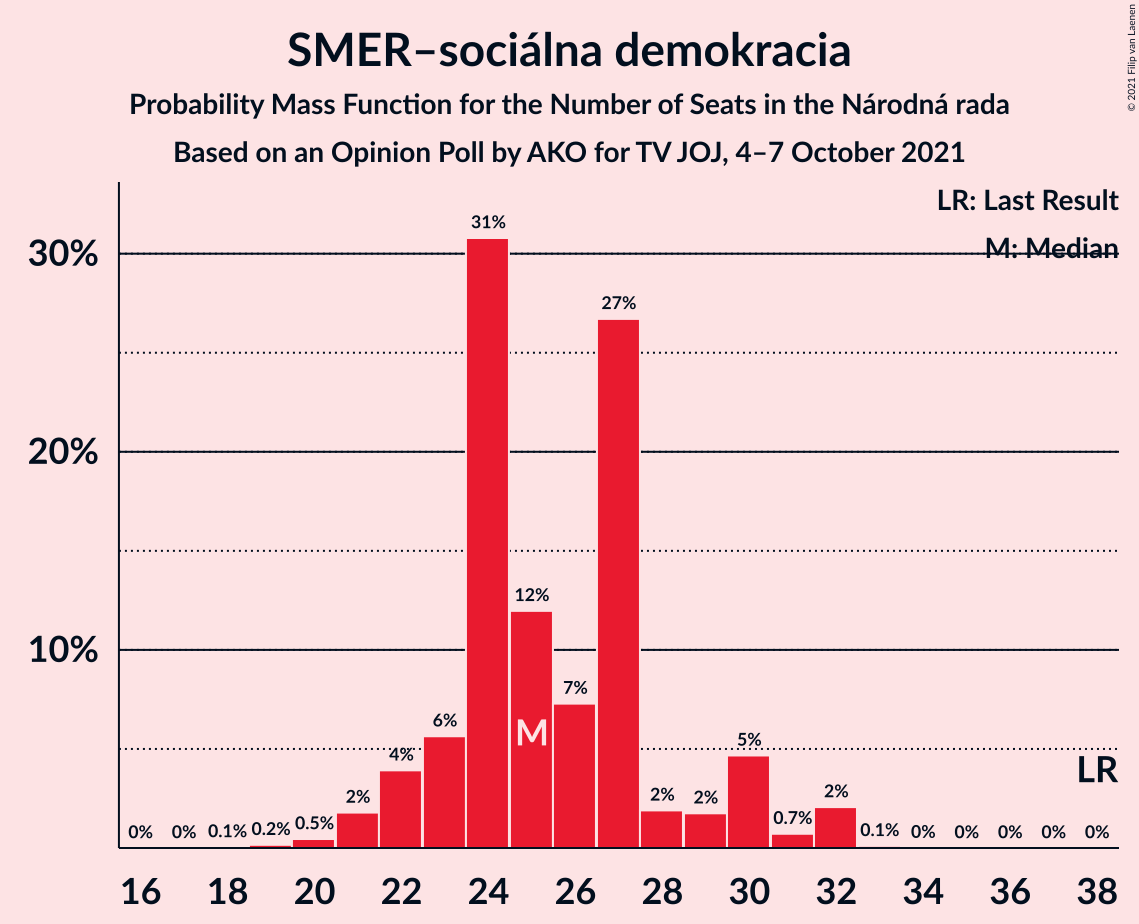 SMER–sociálna demokracia
Probability Mass Function for the Number of Seats in the Národná rada
Based on an Opinion Poll by AKO for TV JOJ, 4–7 October 2021
© 2021 Filip van Laenen
LR: Last Result
M: Median
30%
20%
10%
0%
0%
0.1%
0.2%
0.5%
2%
4%
6%
31%
12%
7%
27%
2%
2%
5%
0.7%
2%
0.1%
0%
0%
0%
0%
0%
M
LR
16 18 20 22 24 26 28 30 32 34 36 38